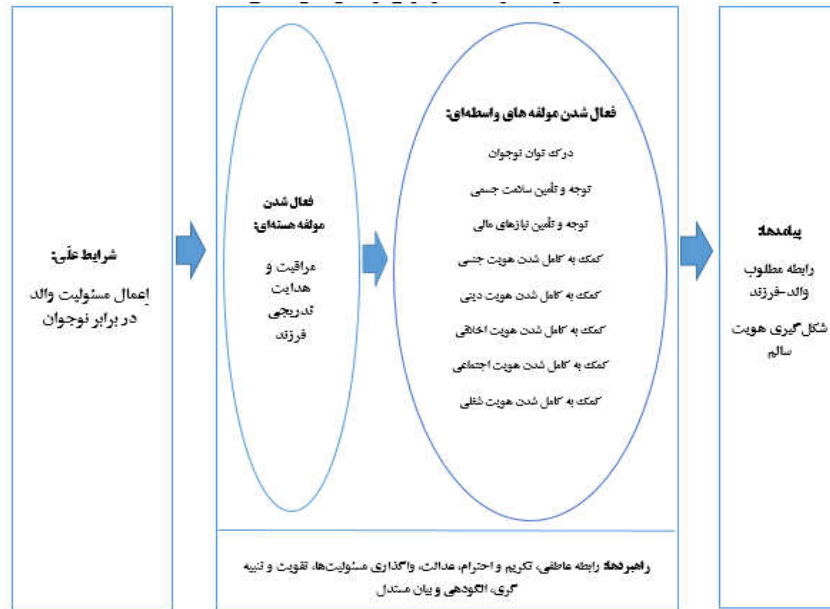 شرایط علّی:
اعمال مسئولیت والد
در برابر نوجوان
فعال شدن
مولفه هسته‌ای:
مراقبت و
هدایت
تدریجی
فرزند
فعال شدن مولفه های واسطه‌ای:
درک توان نوجوان
توجه و تأمین سلامت جسمی
توجه و تأمین نیازهای مالی
کمک به کامل شدن هویت جنسی
کمک به کامل شدن هویت دینی
کمک به کامل شدن هویت اخلاقی
کمک به کامل شدن هویت اجتماعی
کمک به کامل شدن هویت شغلی
پیامدها:
رابطه مطلوب
والد-فرزند
شکل‌گیری هویت
سالم
راهبردها: رابطه عاطفی، تکریم و احترام، عدالت، واگذاری مسئولیت‌ها، تقویت و تنبیه
گری، الگودهی و بیان مستدل